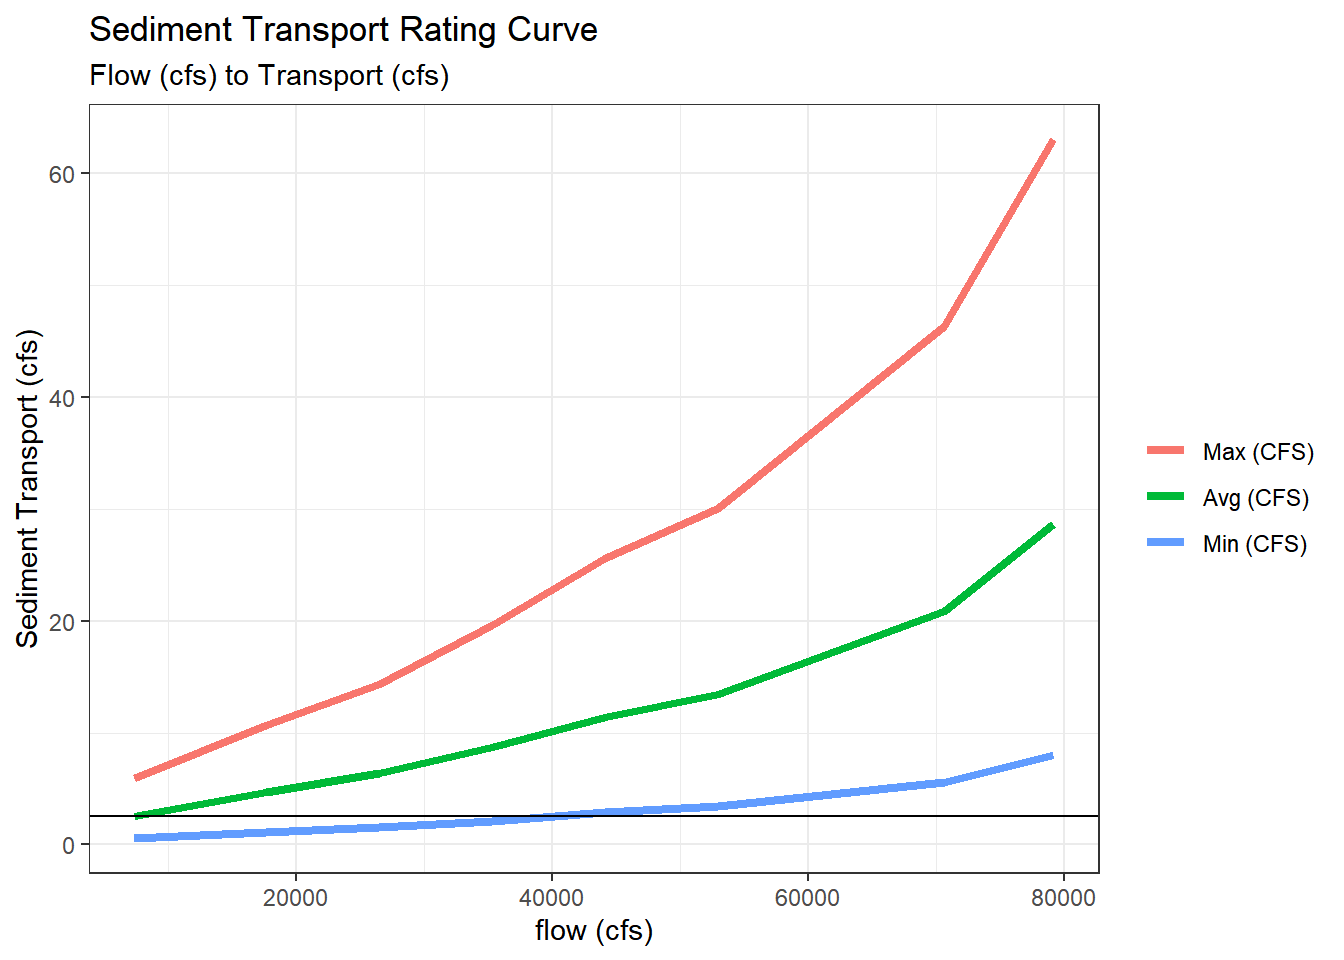 Sediment Transport Rating Curve
Flow (cfs) to Transport (cfs)
Sediment Transport (cfs)
60
40
20
0
20000
40000
60000
80000
flow (cfs)
Max (CFS)
Avg (CFS)
Min (CFS)